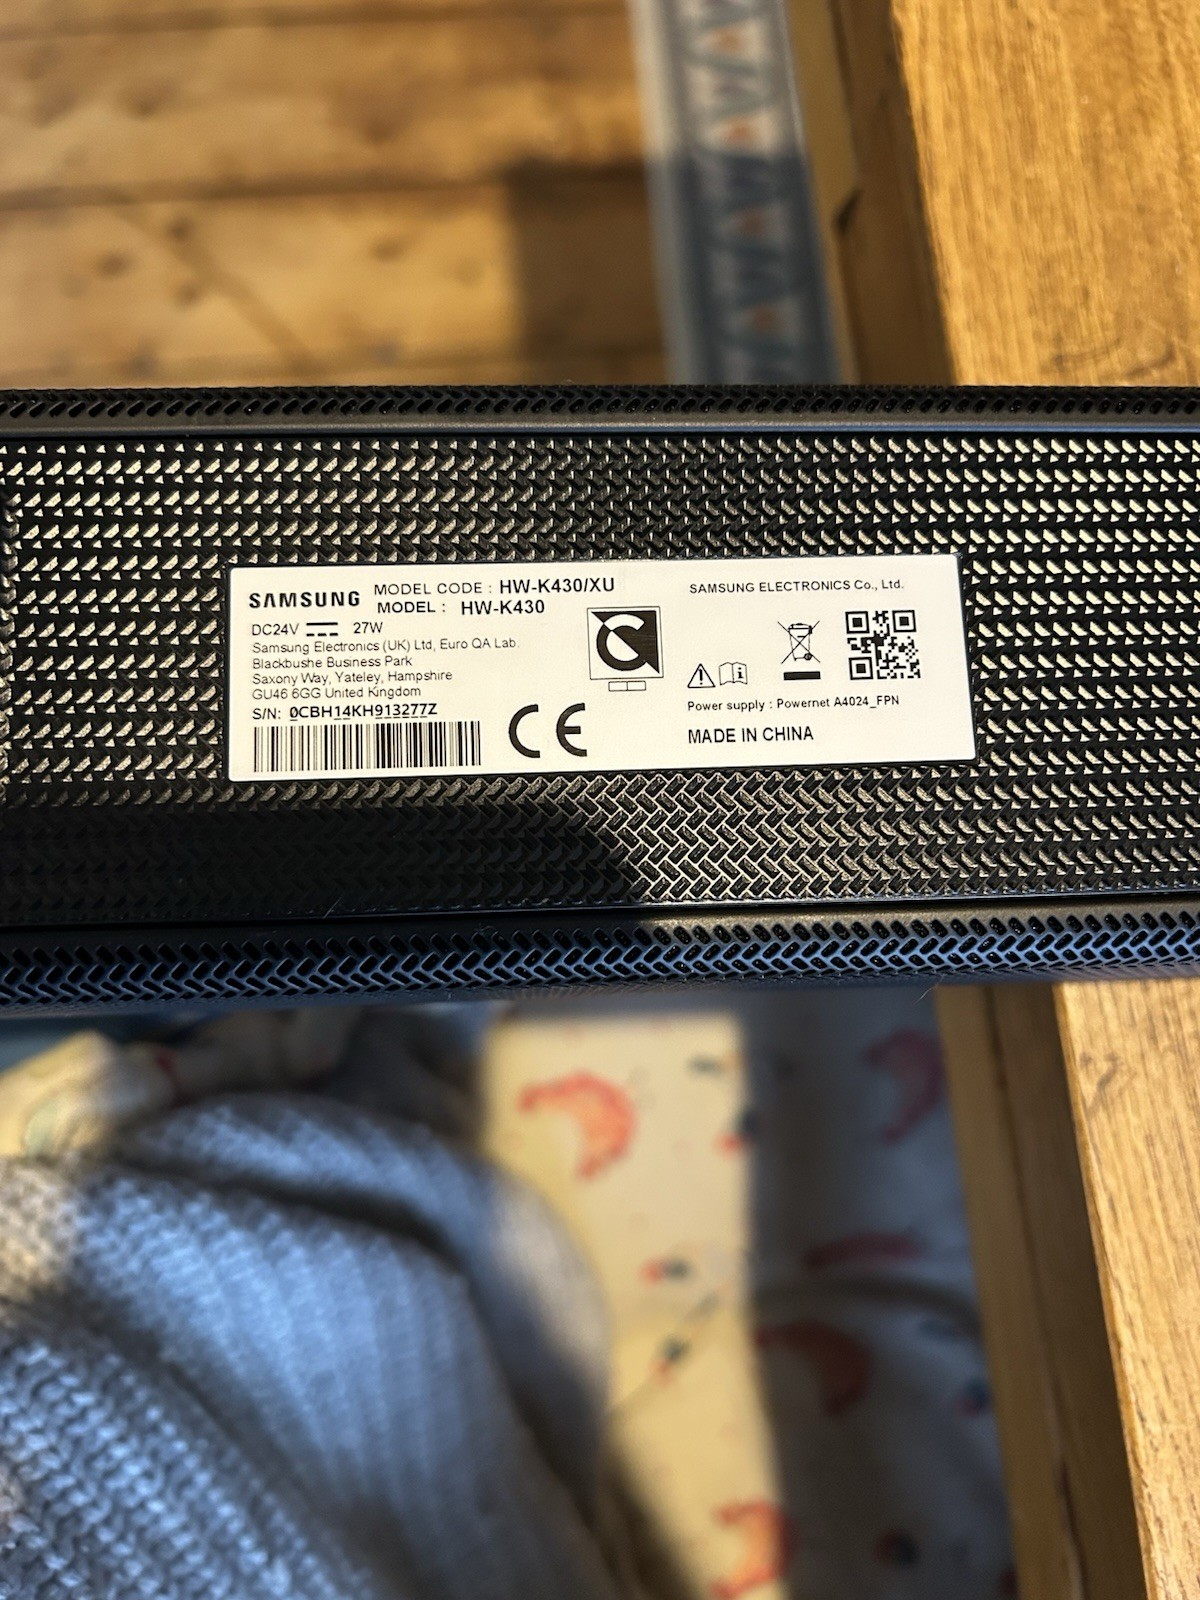 SAMSUNG
MODEL CODE : HW-K430/XU
MODEL : HW-K430
DC24V 27W
Samsung Electronics (UK) Ltd, Euro QA Lab.
Blackbushe Business Park
Saxony Way, Yateley, Hampshire
GU46 6GG United Kingdom
S/N: 0CBH14KH913277Z
CE
SAMSUNG ELECTRONICS Co., Ltd.
Power supply : Powernet A4024_FPN
MADE IN CHINA